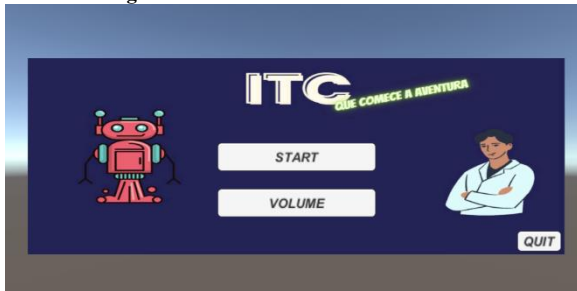 ITC
QUE COMECE A AVENTURA
START
VOLUME
QUIT